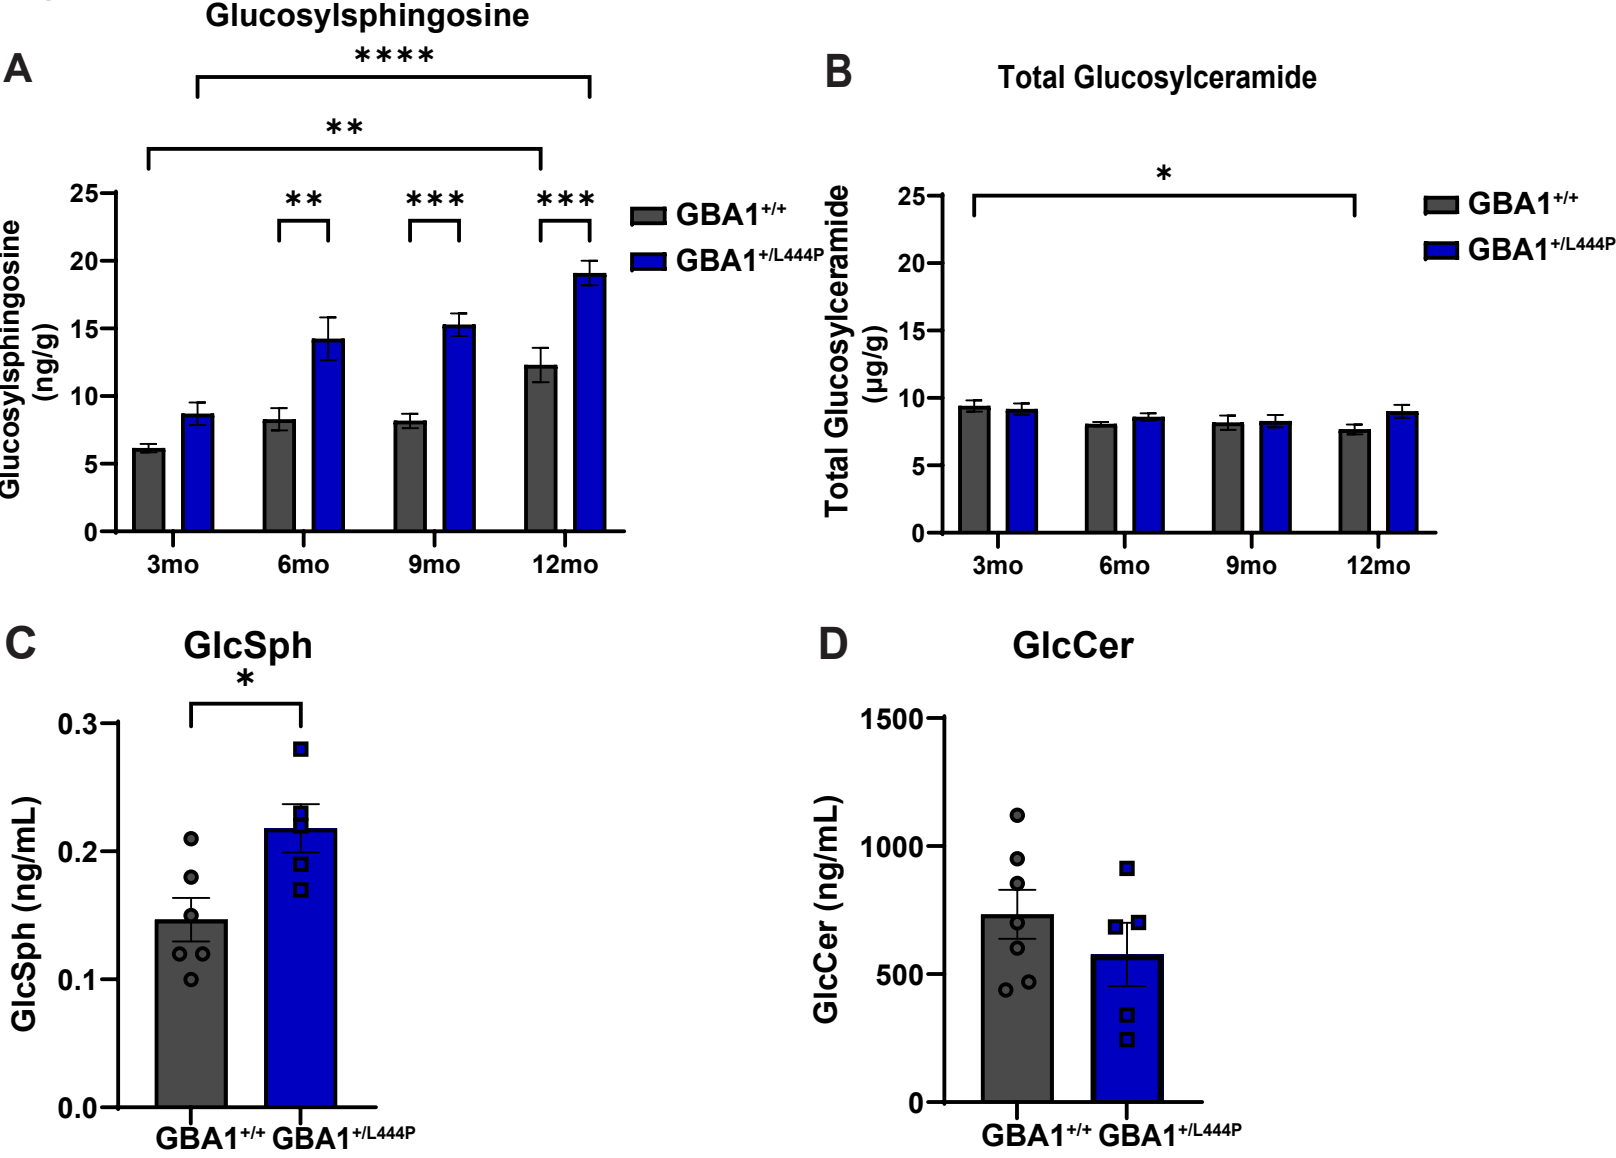 Glucosylsphingosine
A
****
**
** *** ***
GBA1+/+
GBA1+/L444P
Glucosylsphingosine
(ng/g)
25
20
15
10
5
0
3mo 6mo 9mo 12mo
B
Total Glucosylceramide
*
GBA1+/+
GBA1+/L444P
Total Glucosylceramide
(µg/g)
25
20
15
10
5
0
3mo 6mo 9mo 12mo
C
GlcSph
*
GlcSph (ng/mL)
0.3
0.2
0.1
0.0
GBA1+/+ GBA1+/L444P
D
GlcCer
GlcCer (ng/mL)
1500
1000
500
0
GBA1+/+ GBA1+/L444P